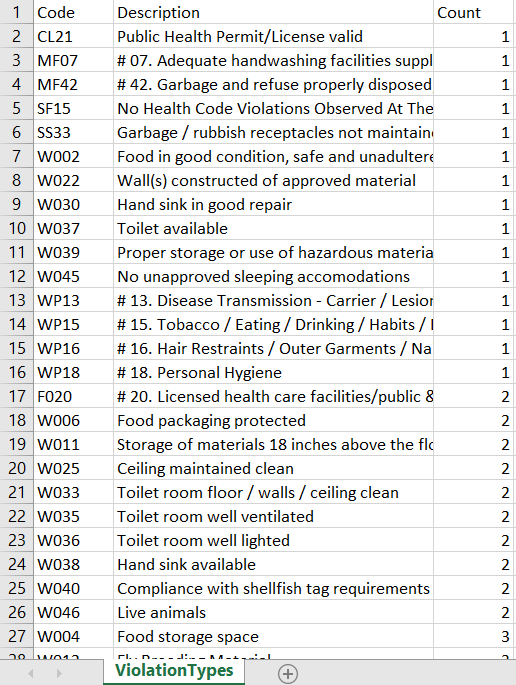 1 Code Description Count
2 CL21 Public Health Permit/License valid 1
3 MF07 # 07. Adequate handwashing facilities suppl 1
4 MF42 # 42. Garbage and refuse properly disposed 1
5 SF15 No Health Code Violations Observed At The 1
6 SS33 Garbage / rubbish receptacles not maintain 1
7 W002 Food in good condition, safe and unadulter 1
8 W022 Wall(s) constructed of approved material 1
9 W030 Hand sink in good repair 1
10 W037 Toilet available 1
11 W039 Proper storage or use of hazardous materia 1
12 W045 No unapproved sleeping accomodations 1
13 WP13 # 13. Disease Transmission - Carrier / Lesior 1
14 WP15 # 15. Tobacco / Eating / Drinking / Habits / 1
15 WP16 # 16. Hair Restraints / Outer Garments / Na 1
16 WP18 # 18. Personal Hygiene 1
17 F020 # 20. Licensed health care facilities/public & 2
18 W006 Food packaging protected 2
19 W011 Storage of materials 18 inches above the flo 2
20 W025 Ceiling maintained clean 2
21 W033 Toilet room floor / walls / ceiling clean 2
22 W035 Toilet room well ventilated 2
23 W036 Toilet room well lighted 2
24 W038 Hand sink available 2
25 W040 Compliance with shellfish tag requirements 2
26 W046 Live animals 2
27 W004 Food storage space 3
ViolationTypes